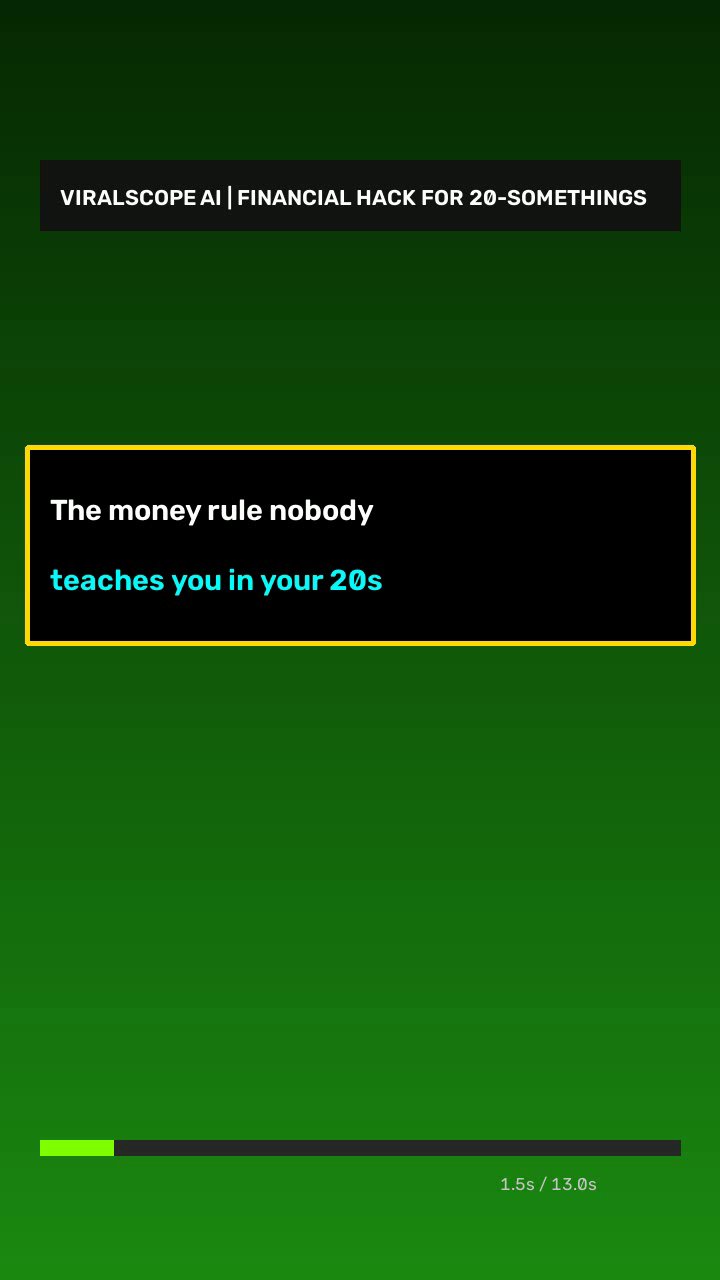 VIRALSCOPE AI | FINANCIAL HACK FOR 20-SOMETHINGS
The money rule nobody
teaches you in your 20s
1.5s / 13.0s